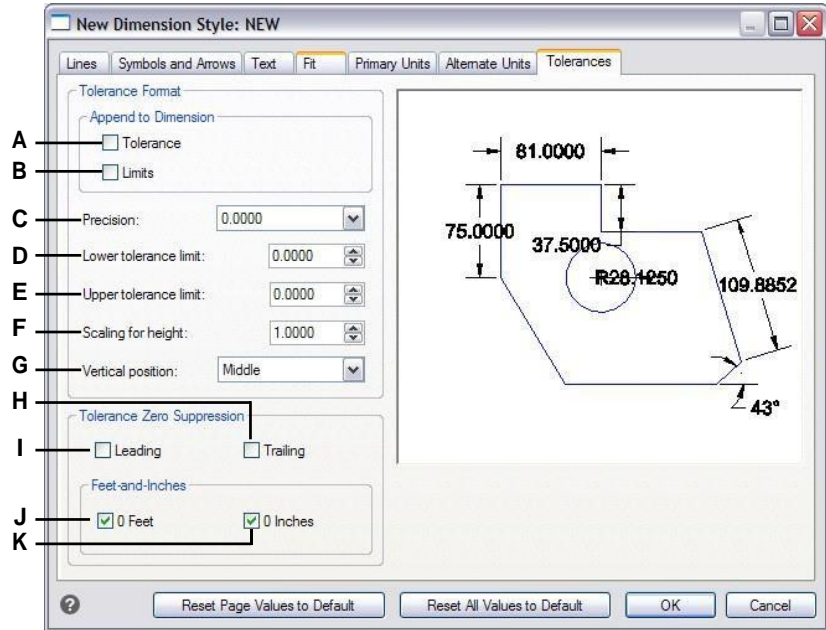 New Dimension Style: NEW
Lines Symbols and Arrows Text Fit Primary Units Alternate Units Tolerances
Tolerance Format
Append to Dimension
A Tolerance
B Limits
C Precision: 0.0000
D Lower tolerance limit: 0.0000
E Upper tolerance limit: 0.0000
F Scaling for height: 1.0000
G Vertical position: Middle
H
Tolerance Zero Suppression
I Leading Trailing
Feet-and-Inches
J 0 Feet 0 Inches
K
81.0000
75.0000
37.5000
R28.1250
109.8852
43°
? Reset Page Values to Default Reset All Values to Default OK Cancel